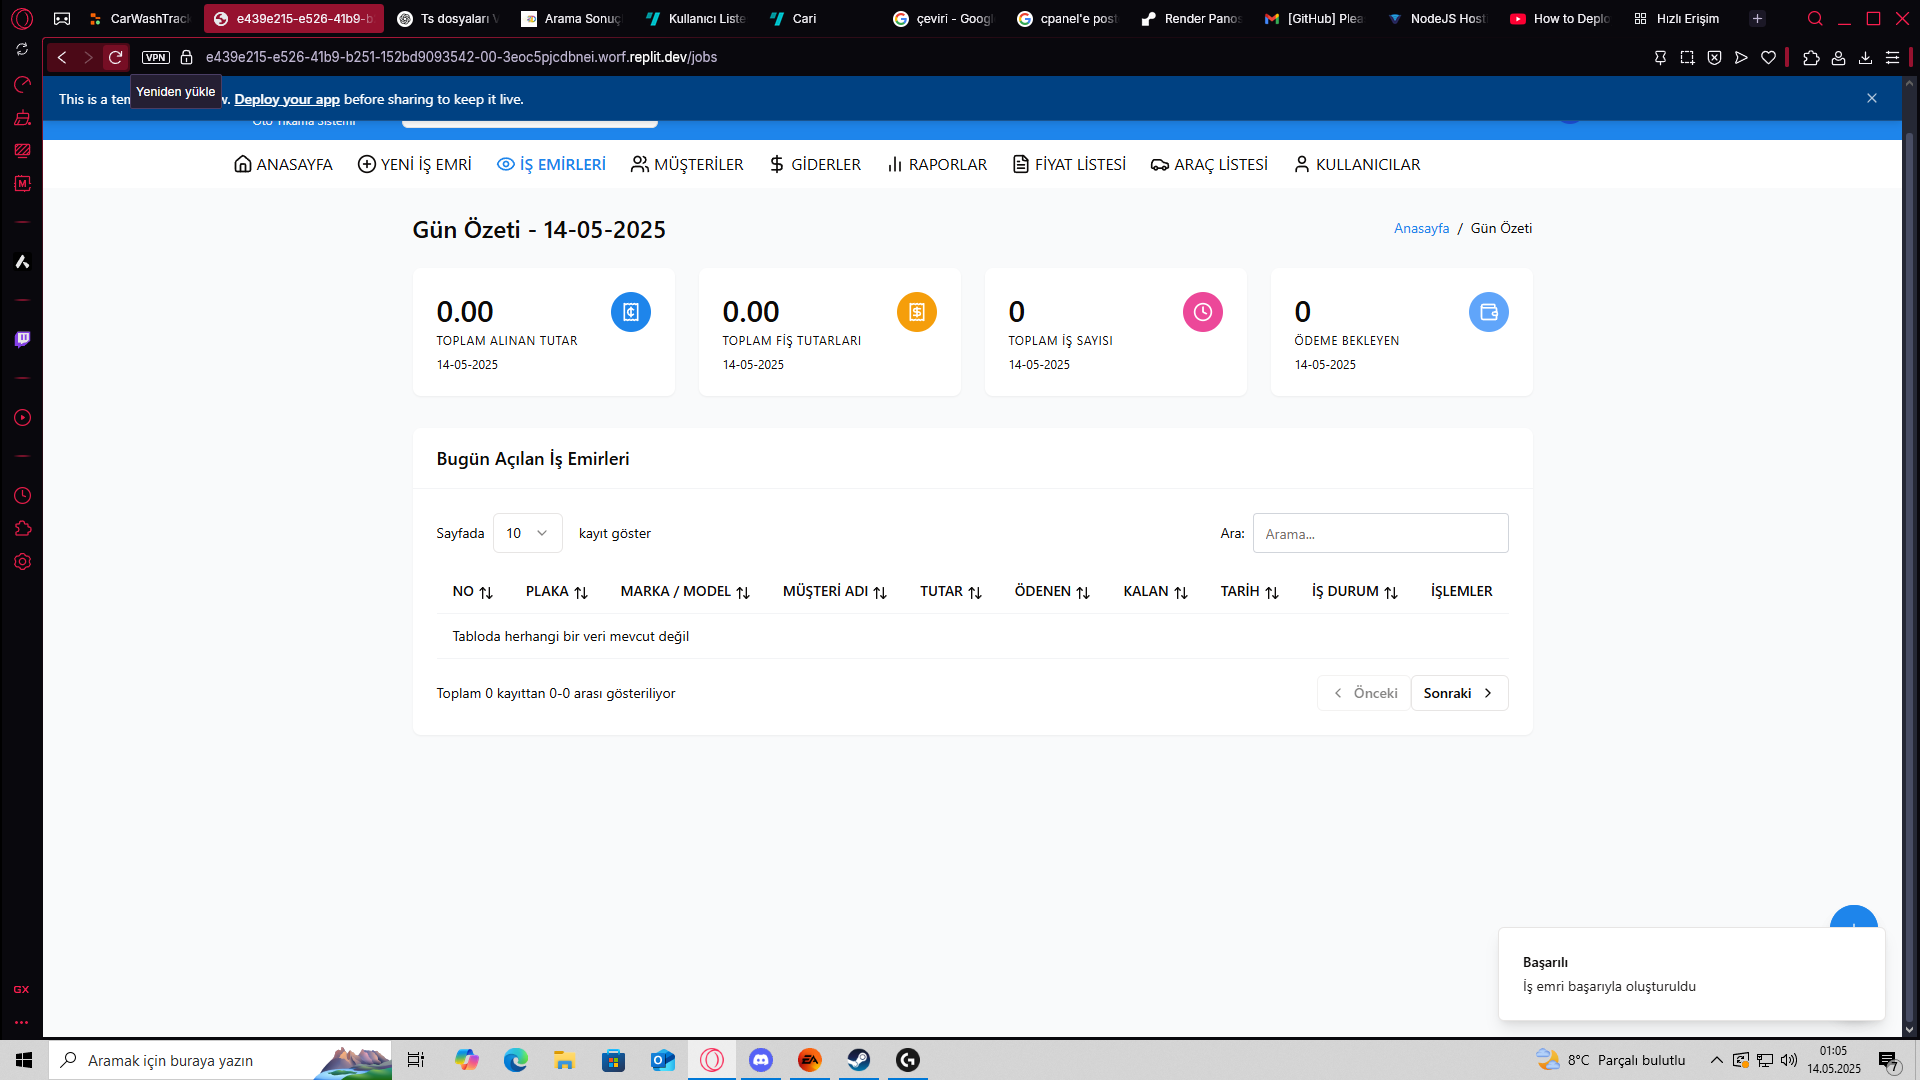 CarWashTrack
e439e215-e526-41b9-b
Ts dosyaları V
Arama Sonuç
Kullanıcı Liste
Cari
çeviri - Googl
cpanel'e post
Render Panos
[GitHub] Plea
NodeJS Hosti
How to Deplo
Hızlı Erişim
VPN
e439e215-e526-41b9-b251-152bd9093542-00-3eoc5pjcdbnei.worf.replit.dev/jobs
Yeniden yükle
This is a ten
w. Deploy your app before sharing to keep it live.
Oto Yıkama Sistemi
ANASAYFA
YENİ İŞ EMRİ
İŞ EMİRLERİ
MÜŞTERİLER
GİDERLER
RAPORLAR
FİYAT LİSTESİ
ARAÇ LİSTESİ
KULLANICILAR
Gün Özeti - 14-05-2025
Anasayfa / Gün Özeti
0.00
TOPLAM ALINAN TUTAR
14-05-2025
0.00
TOPLAM FİŞ TUTARLARI
14-05-2025
0
TOPLAM İŞ SAYISI
14-05-2025
0
ÖDEME BEKLEYEN
14-05-2025
Bugün Açılan İş Emirleri
Sayfada 10 kayıt göster
Ara: Arama...
NO PLAKA MARKA / MODEL MÜŞTERİ ADI TUTAR ÖDENEN KALAN TARİH İŞ DURUM İŞLEMLER
Tabloda herhangi bir veri mevcut değil
Toplam 0 kayıttan 0-0 arası gösteriliyor
Önceki
Sonraki
Başarılı
İş emri başarıyla oluşturuldu
GX
Aramak için buraya yazın
8°C Parçalı bulutlu
01:05
14.05.2025
7